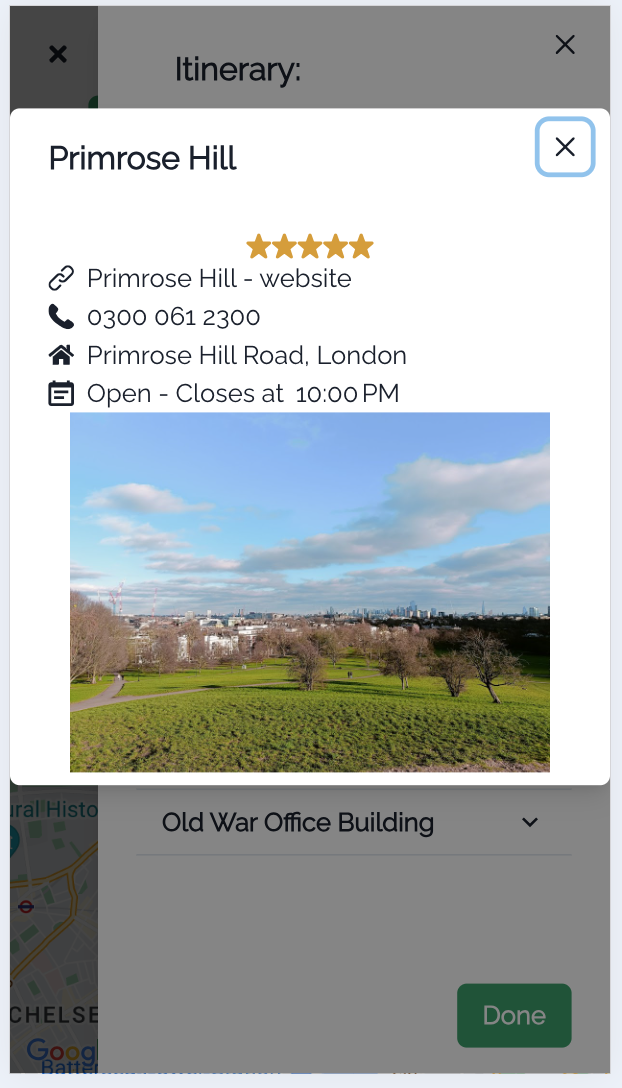 Itinerary:
Primrose Hill
Primrose Hill - website
0300 061 2300
Primrose Hill Road, London
Open - Closes at 10:00 PM
ural Histo
Old War Office Building
CHELSE
Done
Goog